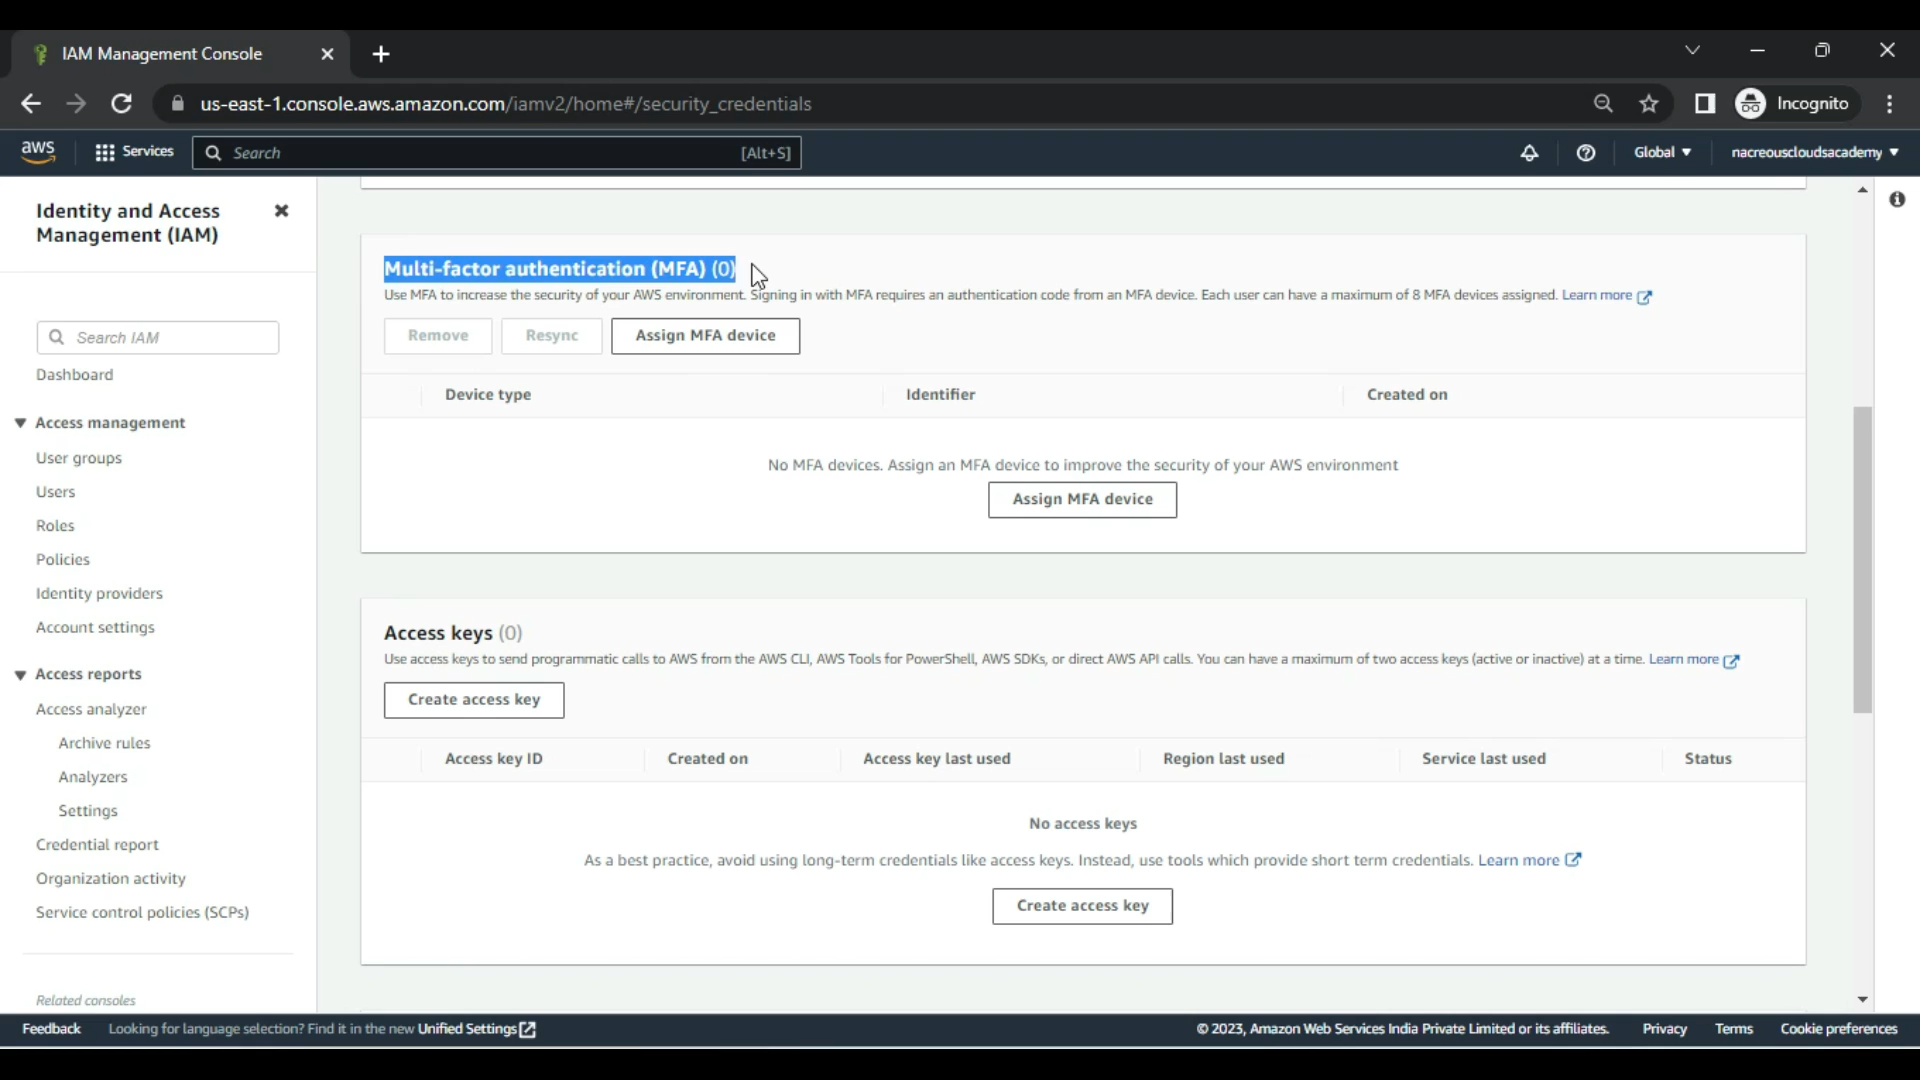 IAM Management Console
us-east-1.console.aws.amazon.com/iamv2/home#/security_credentials
Incognito
aws
Services
Search
[Alt+S]
Global
nacreouscloudsacademy
Identity and Access Management (IAM)
Search IAM
Dashboard
Access management
User groups
Users
Roles
Policies
Identity providers
Account settings
Access reports
Access analyzer
Archive rules
Analyzers
Settings
Credential report
Organization activity
Service control policies (SCPs)
Related consoles
Multi-factor authentication (MFA) (0)
Use MFA to increase the security of your AWS environment. Signing in with MFA requires an authentication code from an MFA device. Each user can have a maximum of 8 MFA devices assigned. Learn more
Remove
Resync
Assign MFA device
Device type
Identifier
Created on
No MFA devices. Assign an MFA device to improve the security of your AWS environment
Assign MFA device
Access keys (0)
Use access keys to send programmatic calls to AWS from the AWS CLI, AWS Tools for PowerShell, AWS SDKs, or direct AWS API calls. You can have a maximum of two access keys (active or inactive) at a time. Learn more
Create access key
Access key ID
Created on
Access key last used
Region last used
Service last used
Status
No access keys
As a best practice, avoid using long-term credentials like access keys. Instead, use tools which provide short term credentials. Learn more
Create access key
Feedback
Looking for language selection? Find it in the new Unified Settings
© 2023, Amazon Web Services India Private Limited or its affiliates.
Privacy
Terms
Cookie preferences